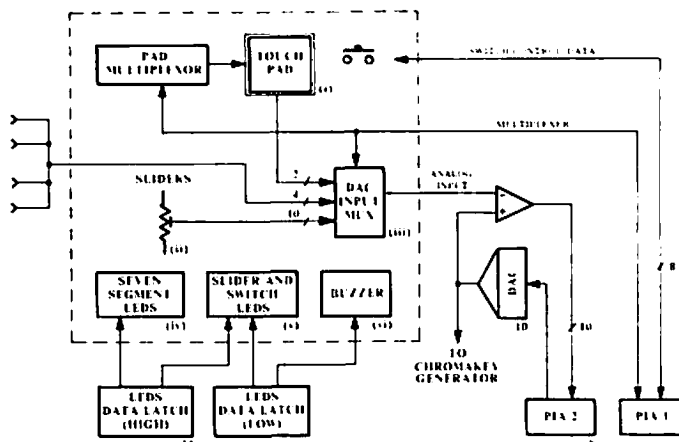 PAD
MULTIPLEXOR
TOUCH
PAD
(i)
SWITCH CONTROL DATA
MULTIPLEXER
SLIDERS
(ii)
2
4
10
DAC
INPUT
MUX
(iii)
ANALOG
INPUT
-
+
8
SEVEN
SEGMENT
LEDS
(iv)
SLIDER AND
SWITCH
LEDS
(v)
BUZZER
(vi)
DAC
10
10
TO
CHROMAKEY
GENERATOR
LEDS
DATA LATCH
(HIGH)
LEDS
DATA LATCH
(LOW)
PIA 2
PIA 1